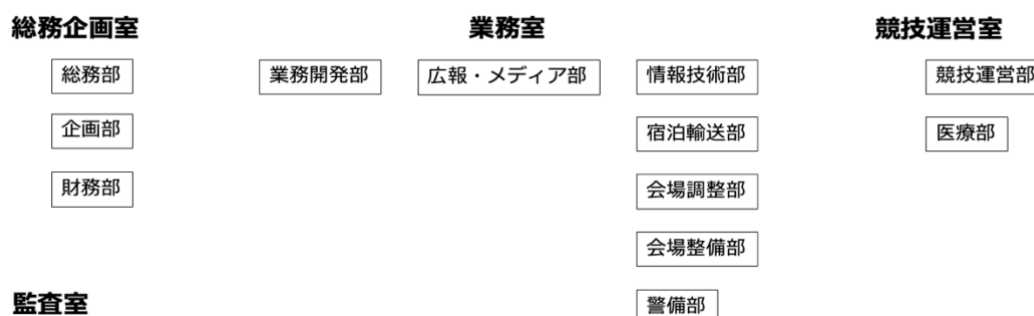 総務企画室
総務部
企画部
財務部
監査室
業務室
業務開発部
広報・メディア部
情報技術部
宿泊輸送部
会場調整部
会場整備部
警備部
競技運営室
競技運営部
医療部